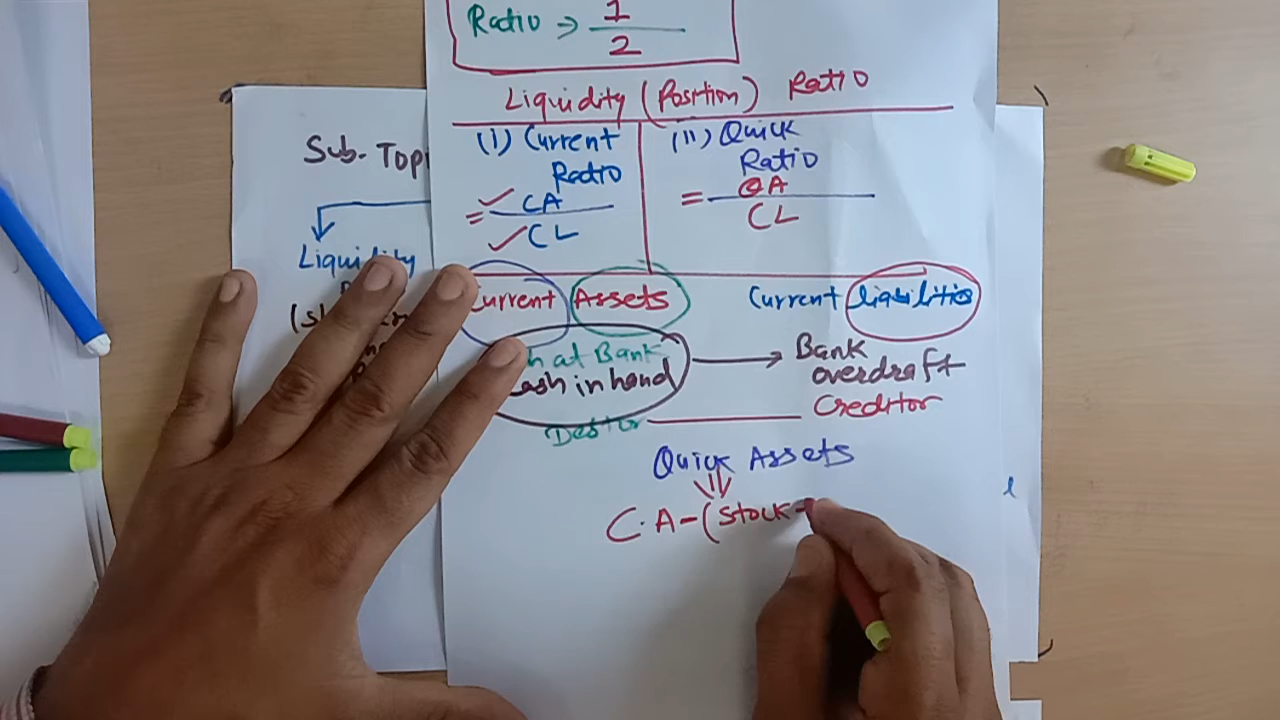 Ratio => 1
2
Liquidity (Position) Ratio
(I) Current
Ratio
= CA
CL
(II) Quick
Ratio
= QA
CL
Sub-Topi
Liquidity
Current Assets
h at Bank
Cash in hand
Current liabilities
Bank
overdraft
Creditor
Quick Assets
C.A-(Stock-